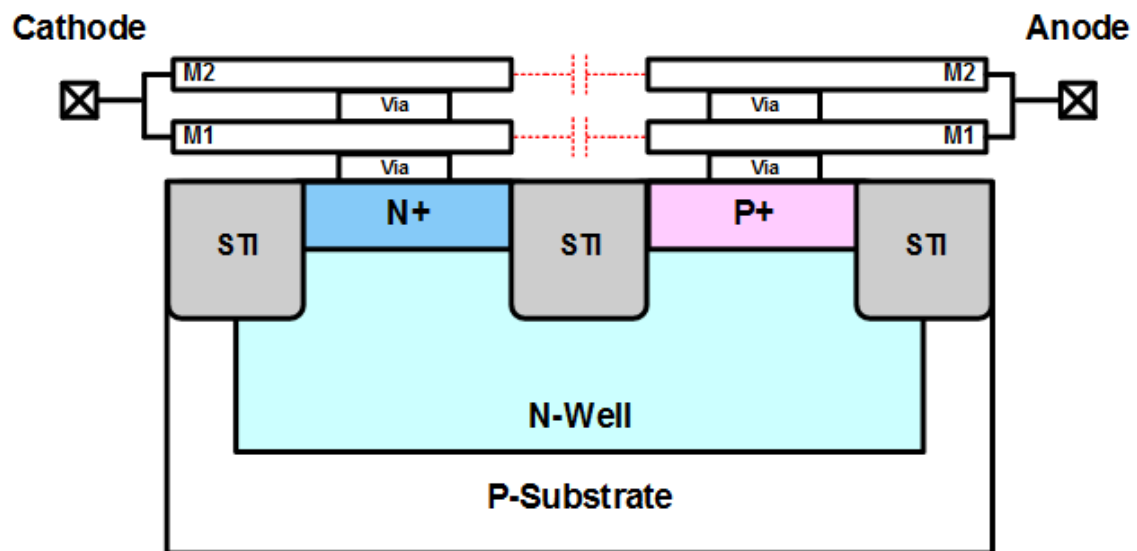 Cathode
Anode
M2
M2
Via
Via
M1
M1
Via
Via
N+
P+
STI
STI
STI
N-Well
P-Substrate